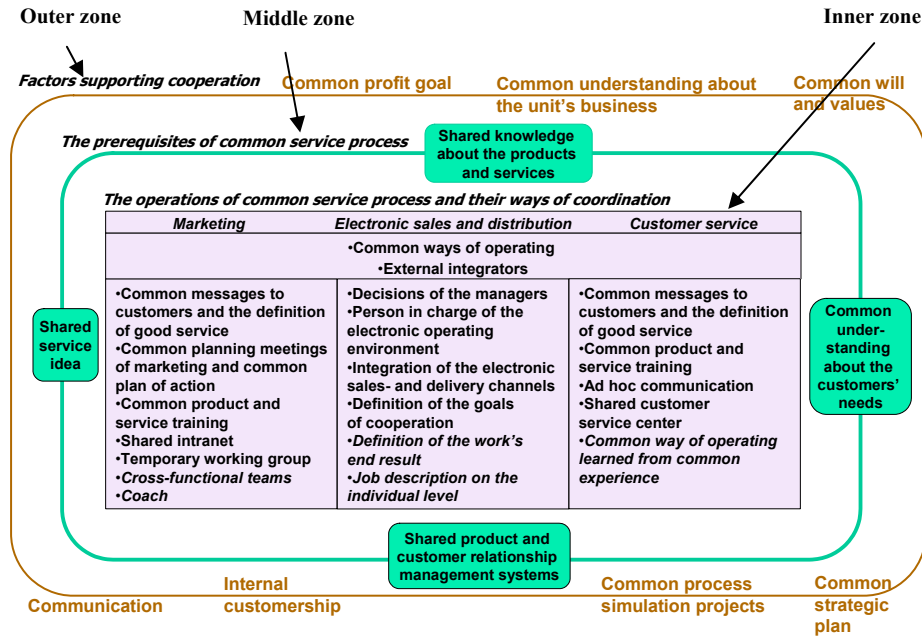 Outer zone
Middle zone
Inner zone
Factors supporting cooperation
Common profit goal
Common understanding about
the unit's business
Common will
and values
The prerequisites of common service process
Shared knowledge
about the products
and services
The operations of common service process and their ways of coordination
Marketing
Electronic sales and distribution
Customer service
•Common ways of operating
•External integrators
•Common messages to
customers and the definition
of good service
•Common planning meetings
of marketing and common
plan of action
•Common product and
service training
•Shared intranet
•Temporary working group
•Cross-functional teams
•Coach
•Decisions of the managers
•Person in charge of the
electronic operating
environment
•Integration of the electronic
sales- and delivery channels
•Definition of the goals
of cooperation
•Definition of the work's
end result
•Job description on the
individual level
•Common messages to
customers and the definition
of good service
•Common product and
service training
•Ad hoc communication
•Shared customer
service center
•Common way of operating
learned from common
experience
Shared
service
idea
Common
under-
standing
about the
customers'
needs
Shared product and
customer relationship
management systems
Communication
Internal
customership
Common process
simulation projects
Common
strategic
plan